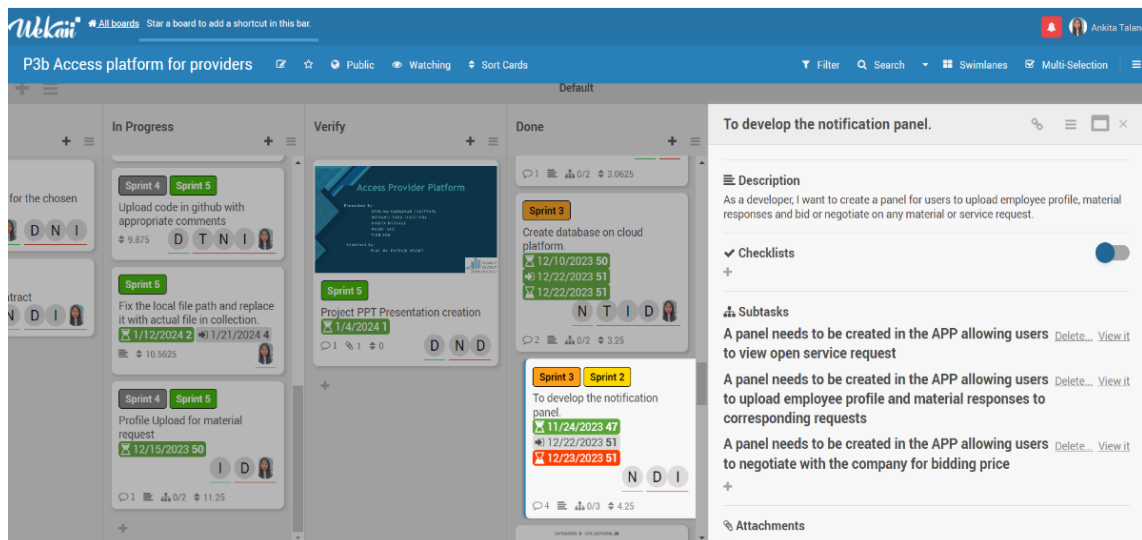 Wekan
All boards Star a board to add a shortcut in this bar.
Ankita Talan
P3b Access platform for providers Public Watching Sort Cards
Filter Search Swimlanes Multi-Selection
Default
for the chosen
D N I
tract
N D I
In Progress
Sprint 4 Sprint 5
Upload code in github with
appropriate comments
9.875 D T N I
Sprint 5
Fix the local file path and replace
it with actual file in collection.
1/12/2024 2 1/21/2024 4
10.5625
Sprint 4 Sprint 5
Profile Upload for material
request
12/15/2023 50
I D
1 0/2 11.25
Verify
Access Provider Platform
Sprint 5
Project PPT Presentation creation
1/4/2024 1
1 1 0 D N D
Done
1 0/2 3.0625
Sprint 3
Create database on cloud
platform.
12/10/2023 50
12/22/2023 51
12/22/2023 51
N T I D
2 0/2 3.25
Sprint 3 Sprint 2
To develop the notification
panel.
11/24/2023 47
12/22/2023 51
12/23/2023 51
N D I
4 0/3 4.25
To develop the notification panel.
Description
As a developer, I want to create a panel for users to upload employee profile, material
responses and bid or negotiate on any material or service request.
Checklists
Subtasks
A panel needs to be created in the APP allowing users Delete... View it
to view open service request
A panel needs to be created in the APP allowing users Delete... View it
to upload employee profile and material responses to
corresponding requests
A panel needs to be created in the APP allowing users Delete... View it
to negotiate with the company for bidding price
Attachments